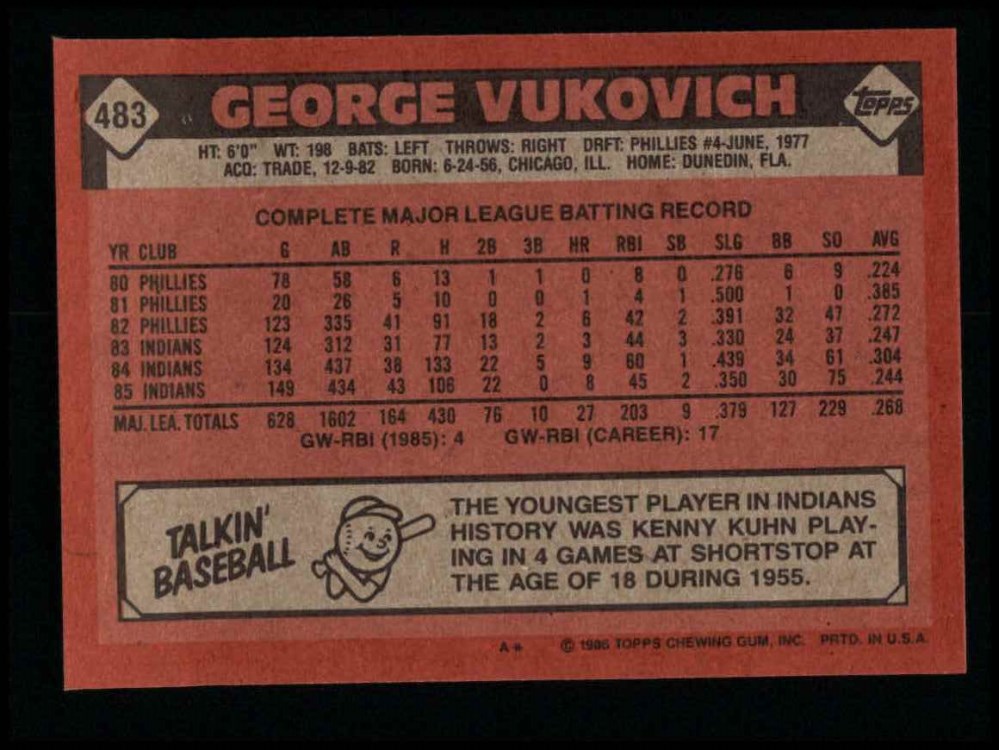 483 GEORGE VUKOVICH Topps
HT: 6'0" WT: 198 BATS: LEFT THROWS: RIGHT DRFT: PHILLIES #4-JUNE, 1977
ACQ: TRADE, 12-9-82 BORN: 6-24-56, CHICAGO, ILL. HOME: DUNEDIN, FLA.
COMPLETE MAJOR LEAGUE BATTING RECORD
YR CLUB G AB R H 2B 3B HR RBI SB SLG BB SO AVG
80 PHILLIES 78 58 6 13 1 1 0 8 0 .276 6 9 .224
81 PHILLIES 20 26 5 10 0 0 1 4 1 .500 1 0 .385
82 PHILLIES 123 335 41 91 18 2 6 42 2 .391 32 47 .272
83 INDIANS 124 312 31 77 13 2 3 44 3 .330 24 37 .247
84 INDIANS 134 437 38 133 22 5 9 60 1 .439 34 61 .304
85 INDIANS 149 434 43 106 22 0 8 45 2 .350 30 75 .244
MAJ. LEA. TOTALS 628 1602 164 430 76 10 27 203 9 .379 127 229 .268
GW-RBI (1985): 4 GW-RBI (CAREER): 17
TALKIN'
BASEBALL
THE YOUNGEST PLAYER IN INDIANS
HISTORY WAS KENNY KUHN PLAY-
ING IN 4 GAMES AT SHORTSTOP AT
THE AGE OF 18 DURING 1955.
A* © 1986 TOPPS CHEWING GUM, INC. PRTD. IN U.S.A.